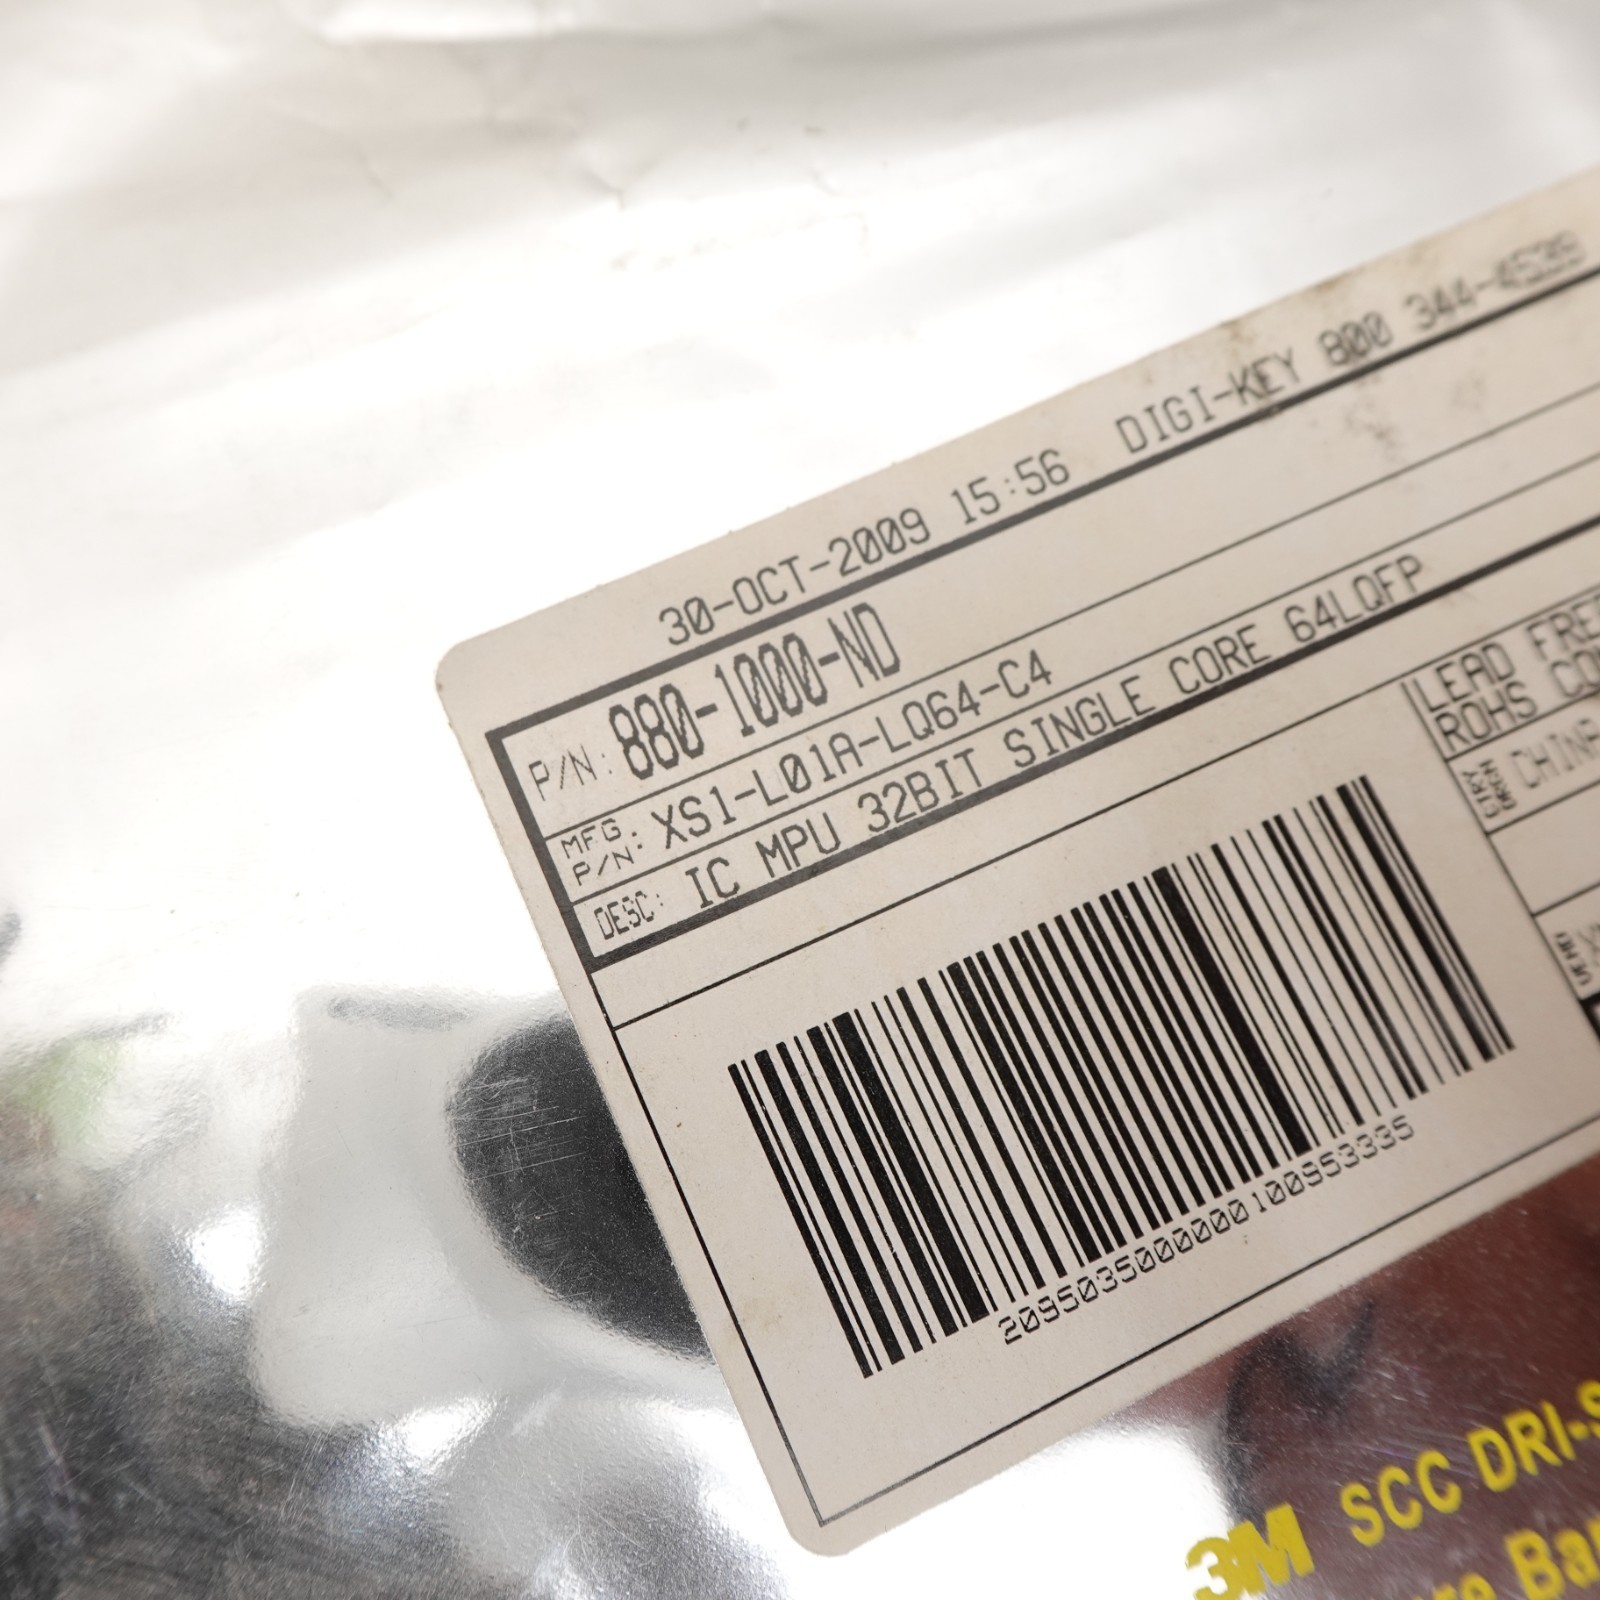 30-OCT-2009 15:56 DIGI-KEY 800 344-4539
P/N: 880-1000-ND
MFG P/N: XS1-L01A-LQ64-C4
DESC: IC MPU 32BIT SINGLE CORE 64LQFP
LEAD FREE
ROHS
CHINA
2095035000000100953335
3M SCC DRI-